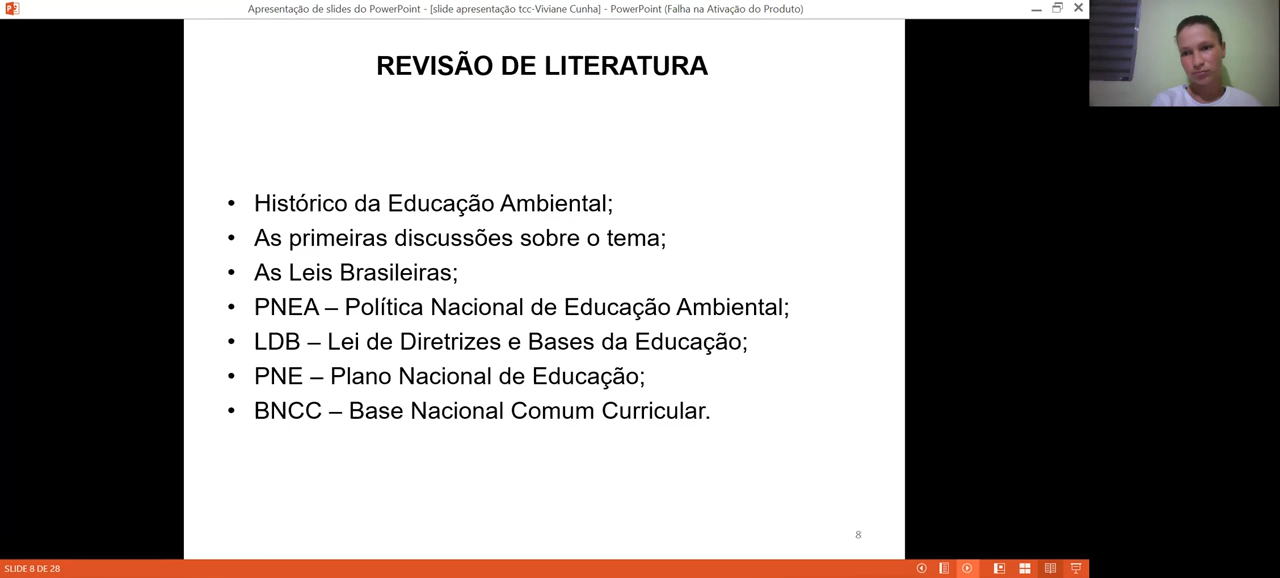 Apresentação de slides do PowerPoint - [slide apresentação tcc-Viviane Cunha] - PowerPoint (Falha na Ativação do Produto)
REVISÃO DE LITERATURA
• Histórico da Educação Ambiental;
• As primeiras discussões sobre o tema;
• As Leis Brasileiras;
• PNEA – Política Nacional de Educação Ambiental;
• LDB – Lei de Diretrizes e Bases da Educação;
• PNE – Plano Nacional de Educação;
• BNCC – Base Nacional Comum Curricular.
8
SLIDE 8 DE 28